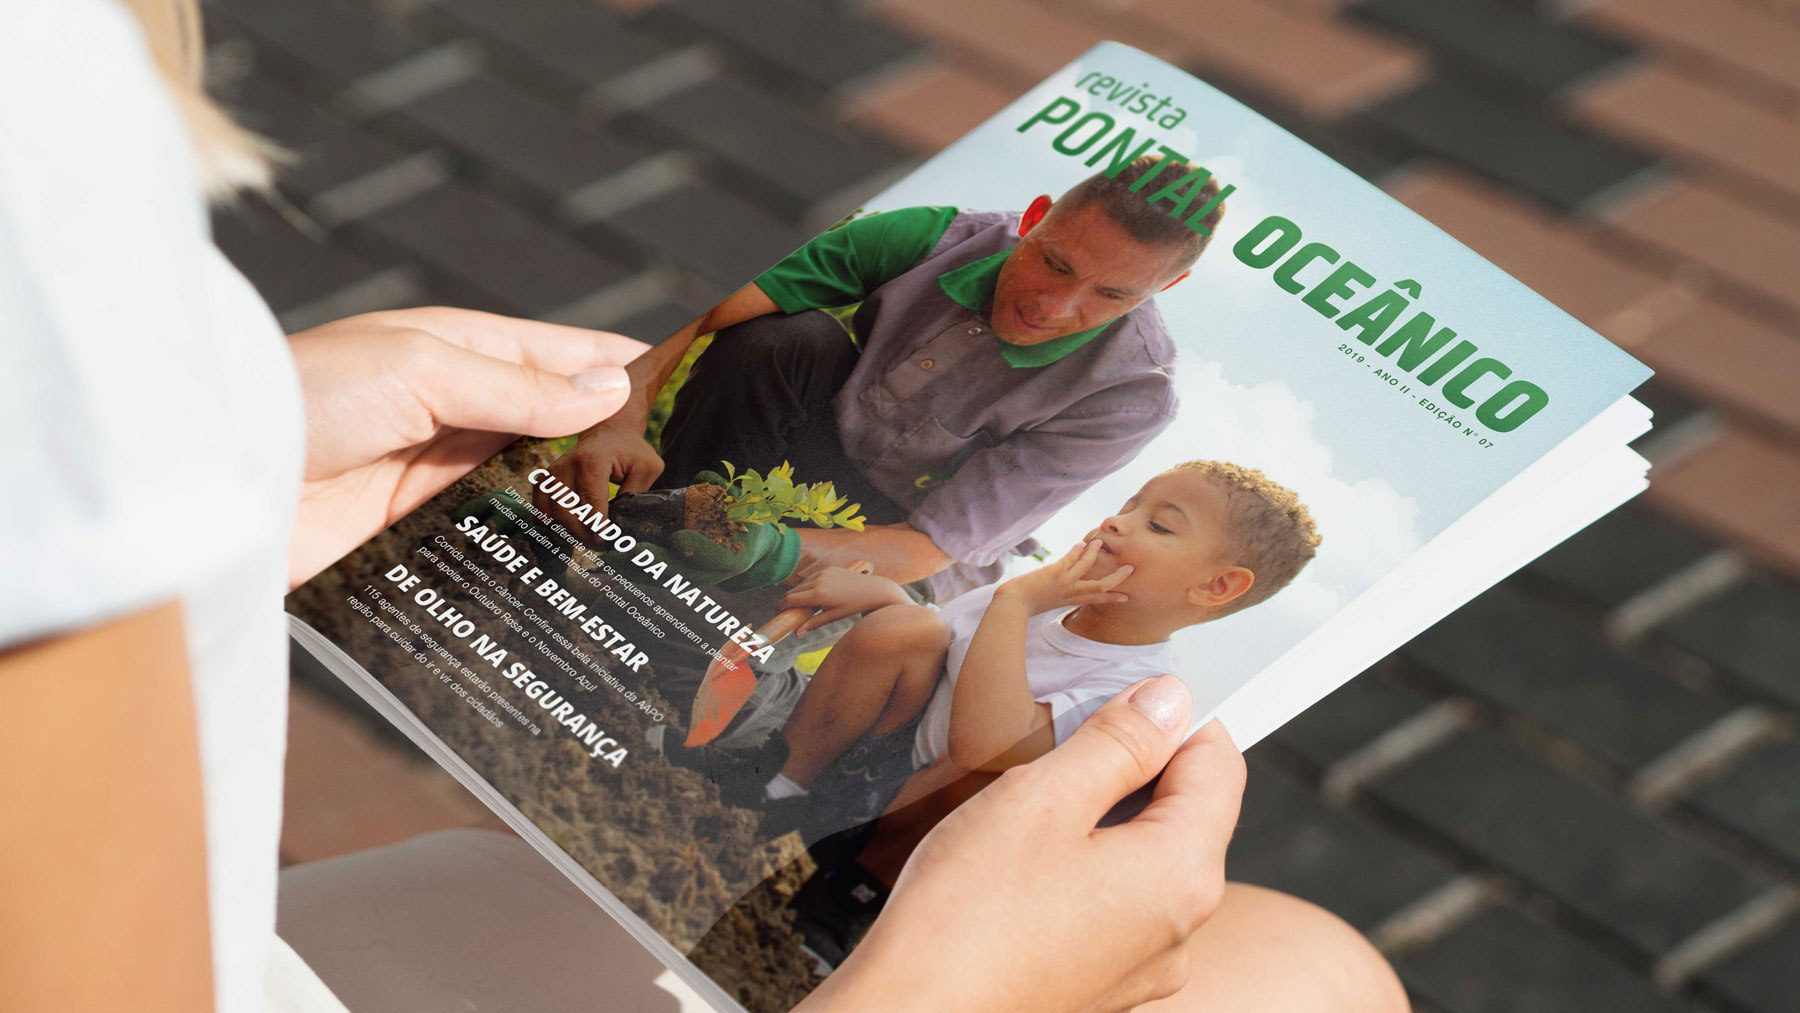 revista
PONTAL OCEÂNICO
2019 - ANO II - EDIÇÃO N° 07
CUIDANDO DA NATUREZA
Uma manhã diferente para os pequenos aprenderem a plantar
mudas no jardim à entrada do Pontal Oceânico
SAÚDE E BEM-ESTAR
Corrida contra o câncer. Confira essa bela iniciativa da AAPO
para apoiar o Outubro Rosa e o Novembro Azul
DE OLHO NA SEGURANÇA
115 agentes de segurança estarão presentes na
região para cuidar do ir e vir dos cidadãos